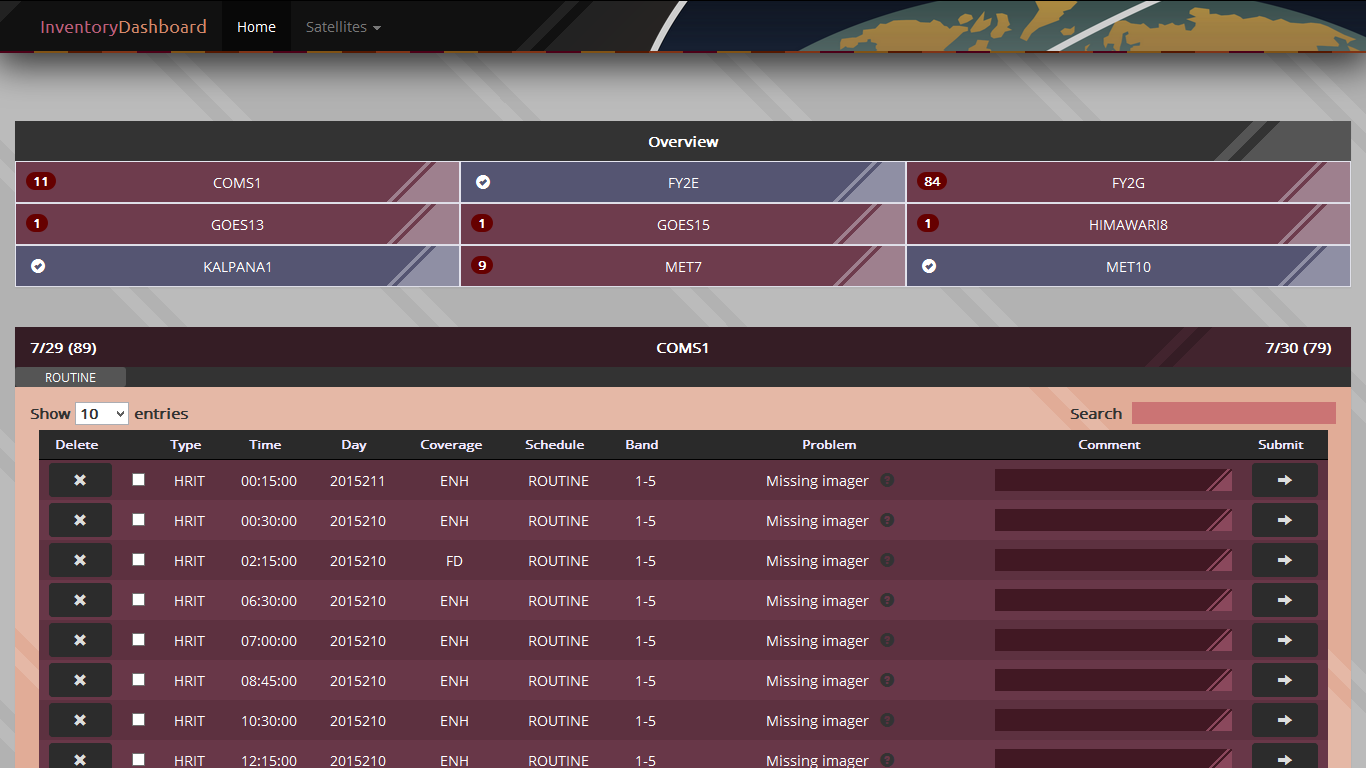 InventoryDashboard Home Satellites
Overview
11 COMS1 FY2E 84 FY2G
1 GOES13 1 GOES15 1 HIMAWARI8
KALPANA1 9 MET7 MET10
7/29 (89) COMS1 7/30 (79)
ROUTINE
Show 10 entries Search
Delete Type Time Day Coverage Schedule Band Problem Comment Submit
HRIT 00:15:00 2015211 ENH ROUTINE 1-5 Missing imager ?
HRIT 00:30:00 2015210 ENH ROUTINE 1-5 Missing imager ?
HRIT 02:15:00 2015210 FD ROUTINE 1-5 Missing imager ?
HRIT 06:30:00 2015210 ENH ROUTINE 1-5 Missing imager ?
HRIT 07:00:00 2015210 ENH ROUTINE 1-5 Missing imager ?
HRIT 08:45:00 2015210 ENH ROUTINE 1-5 Missing imager ?
HRIT 10:30:00 2015210 ENH ROUTINE 1-5 Missing imager ?
HRIT 12:15:00 2015210 ENH ROUTINE 1-5 Missing imager ?